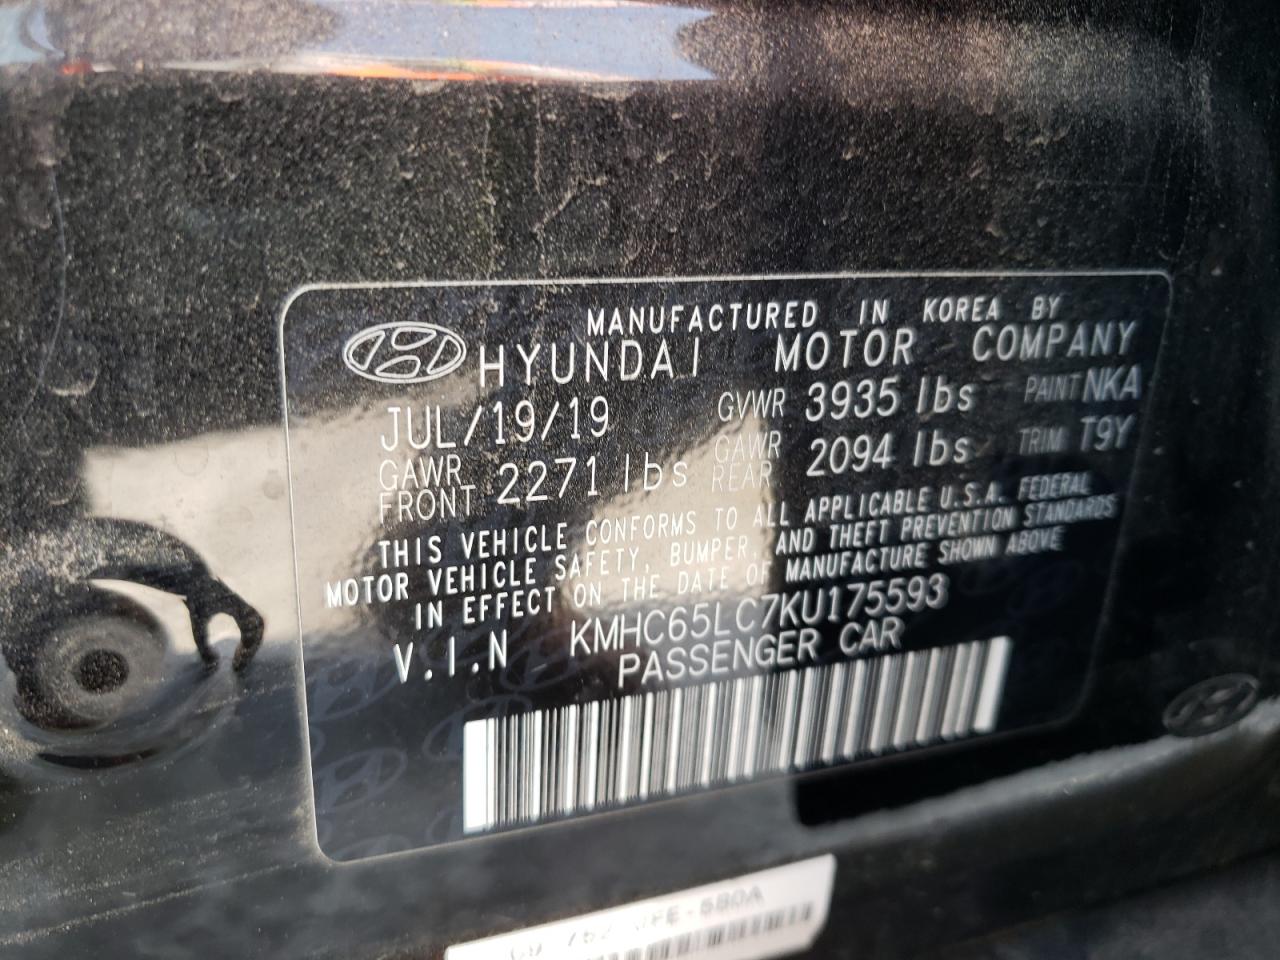 MANUFACTURED IN KOREA BY
HYUNDAI MOTOR COMPANY
JUL/19/19 GVWR 3935 lbs PAINT NKA
GAWR FRONT 2271 lbs GAWR REAR 2094 lbs TRIM T9Y
THIS VEHICLE CONFORMS TO ALL APPLICABLE U.S.A. FEDERAL
MOTOR VEHICLE SAFETY, BUMPER, AND THEFT PREVENTION STANDARDS
IN EFFECT ON THE DATE OF MANUFACTURE SHOWN ABOVE
V.I.N KMHC65LC7KU175593
PASSENGER CAR